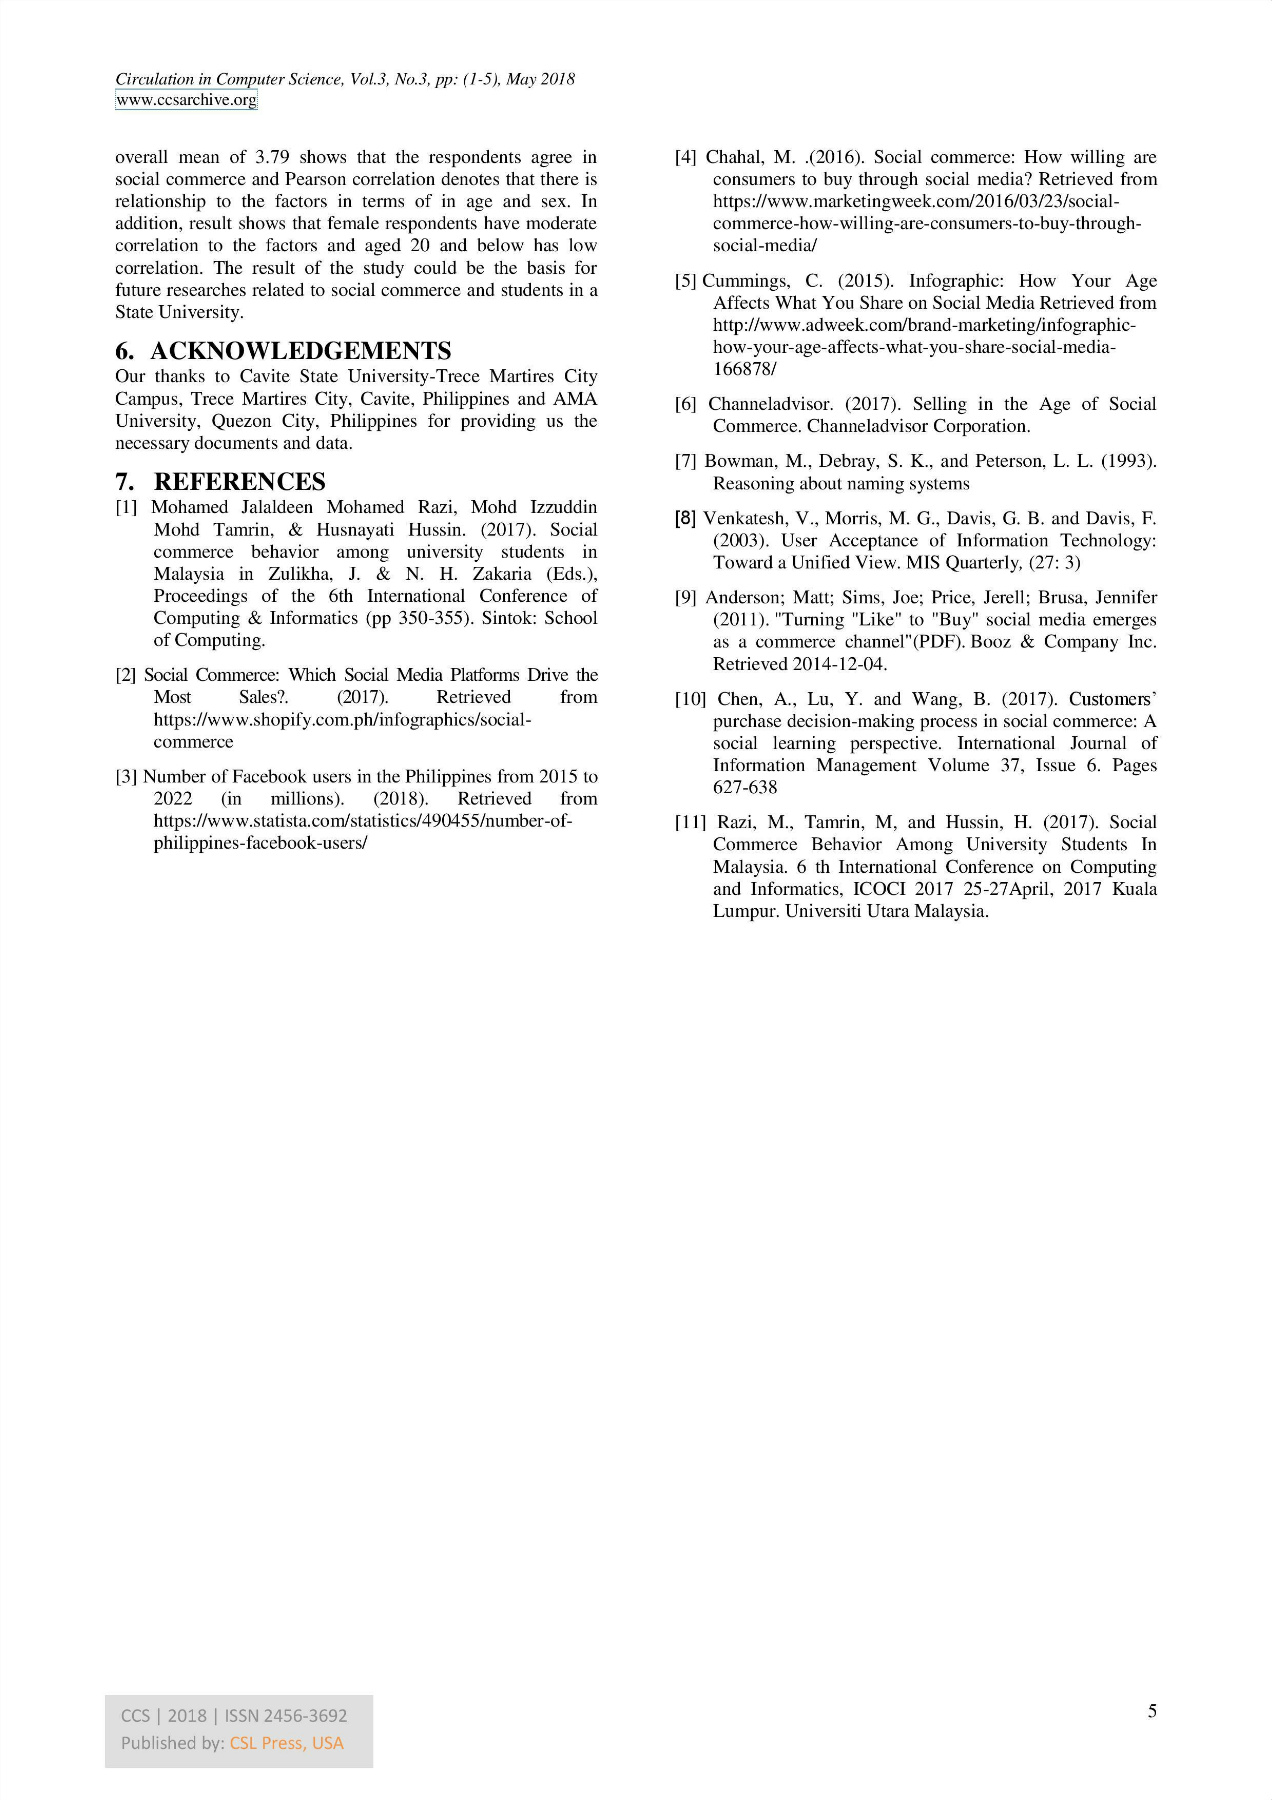 Circulation in Computer Science, Vol.3, No.3, pp: (1-5), May 2018
www.ccsarchive.org
overall mean of 3.79 shows that the respondents agree in
social commerce and Pearson correlation denotes that there is
relationship to the factors in terms of in age and sex. In
addition, result shows that female respondents have moderate
correlation to the factors and aged 20 and below has low
correlation. The result of the study could be the basis for
future researches related to social commerce and students in a
State University.
6. ACKNOWLEDGEMENTS
Our thanks to Cavite State University-Trece Martires City
Campus, Trece Martires City, Cavite, Philippines and AMA
University, Quezon City, Philippines for providing us the
necessary documents and data.
7. REFERENCES
[1] Mohamed Jalaldeen Mohamed Razi, Mohd Izzuddin
Mohd Tamrin, & Husnayati Hussin. (2017). Social
commerce behavior among university students in
Malaysia in Zulikha, J. & N. H. Zakaria (Eds.),
Proceedings of the 6th International Conference of
Computing & Informatics (pp 350-355). Sintok: School
of Computing.
[2] Social Commerce: Which Social Media Platforms Drive the
Most Sales?. (2017). Retrieved from
https://www.shopify.com.ph/infographics/social-
commerce
[3] Number of Facebook users in the Philippines from 2015 to
2022 (in millions). (2018). Retrieved from
https://www.statista.com/statistics/490455/number-of-
philippines-facebook-users/
[4] Chahal, M. .(2016). Social commerce: How willing are
consumers to buy through social media? Retrieved from
https://www.marketingweek.com/2016/03/23/social-
commerce-how-willing-are-consumers-to-buy-through-
social-media/
[5] Cummings, C. (2015). Infographic: How Your Age
Affects What You Share on Social Media Retrieved from
http://www.adweek.com/brand-marketing/infographic-
how-your-age-affects-what-you-share-social-media-
166878/
[6] Channeladvisor. (2017). Selling in the Age of Social
Commerce. Channeladvisor Corporation.
[7] Bowman, M., Debray, S. K., and Peterson, L. L. (1993).
Reasoning about naming systems
[8] Venkatesh, V., Morris, M. G., Davis, G. B. and Davis, F.
(2003). User Acceptance of Information Technology:
Toward a Unified View. MIS Quarterly, (27: 3)
[9] Anderson; Matt; Sims, Joe; Price, Jerell; Brusa, Jennifer
(2011). "Turning "Like" to "Buy" social media emerges
as a commerce channel"(PDF). Booz & Company Inc.
Retrieved 2014-12-04.
[10] Chen, A., Lu, Y. and Wang, B. (2017). Customers’
purchase decision-making process in social commerce: A
social learning perspective. International Journal of
Information Management Volume 37, Issue 6. Pages
627-638
[11] Razi, M., Tamrin, M, and Hussin, H. (2017). Social
Commerce Behavior Among University Students In
Malaysia. 6 th International Conference on Computing
and Informatics, ICOCI 2017 25-27April, 2017 Kuala
Lumpur. Universiti Utara Malaysia.
CCS | 2018 | ISSN 2456-3692
Published by: CSL Press, USA
5